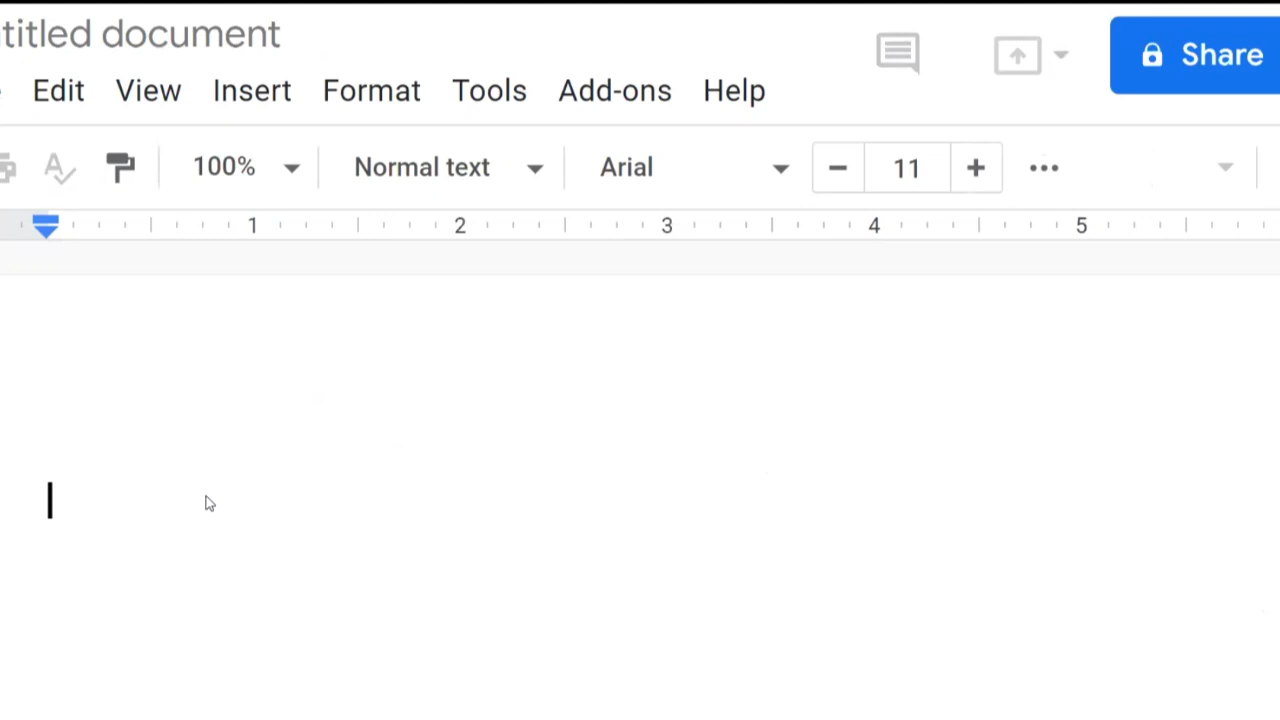 titled document
Edit View Insert Format Tools Add-ons Help
Share
100% Normal text Arial 11
1 2 3 4 5